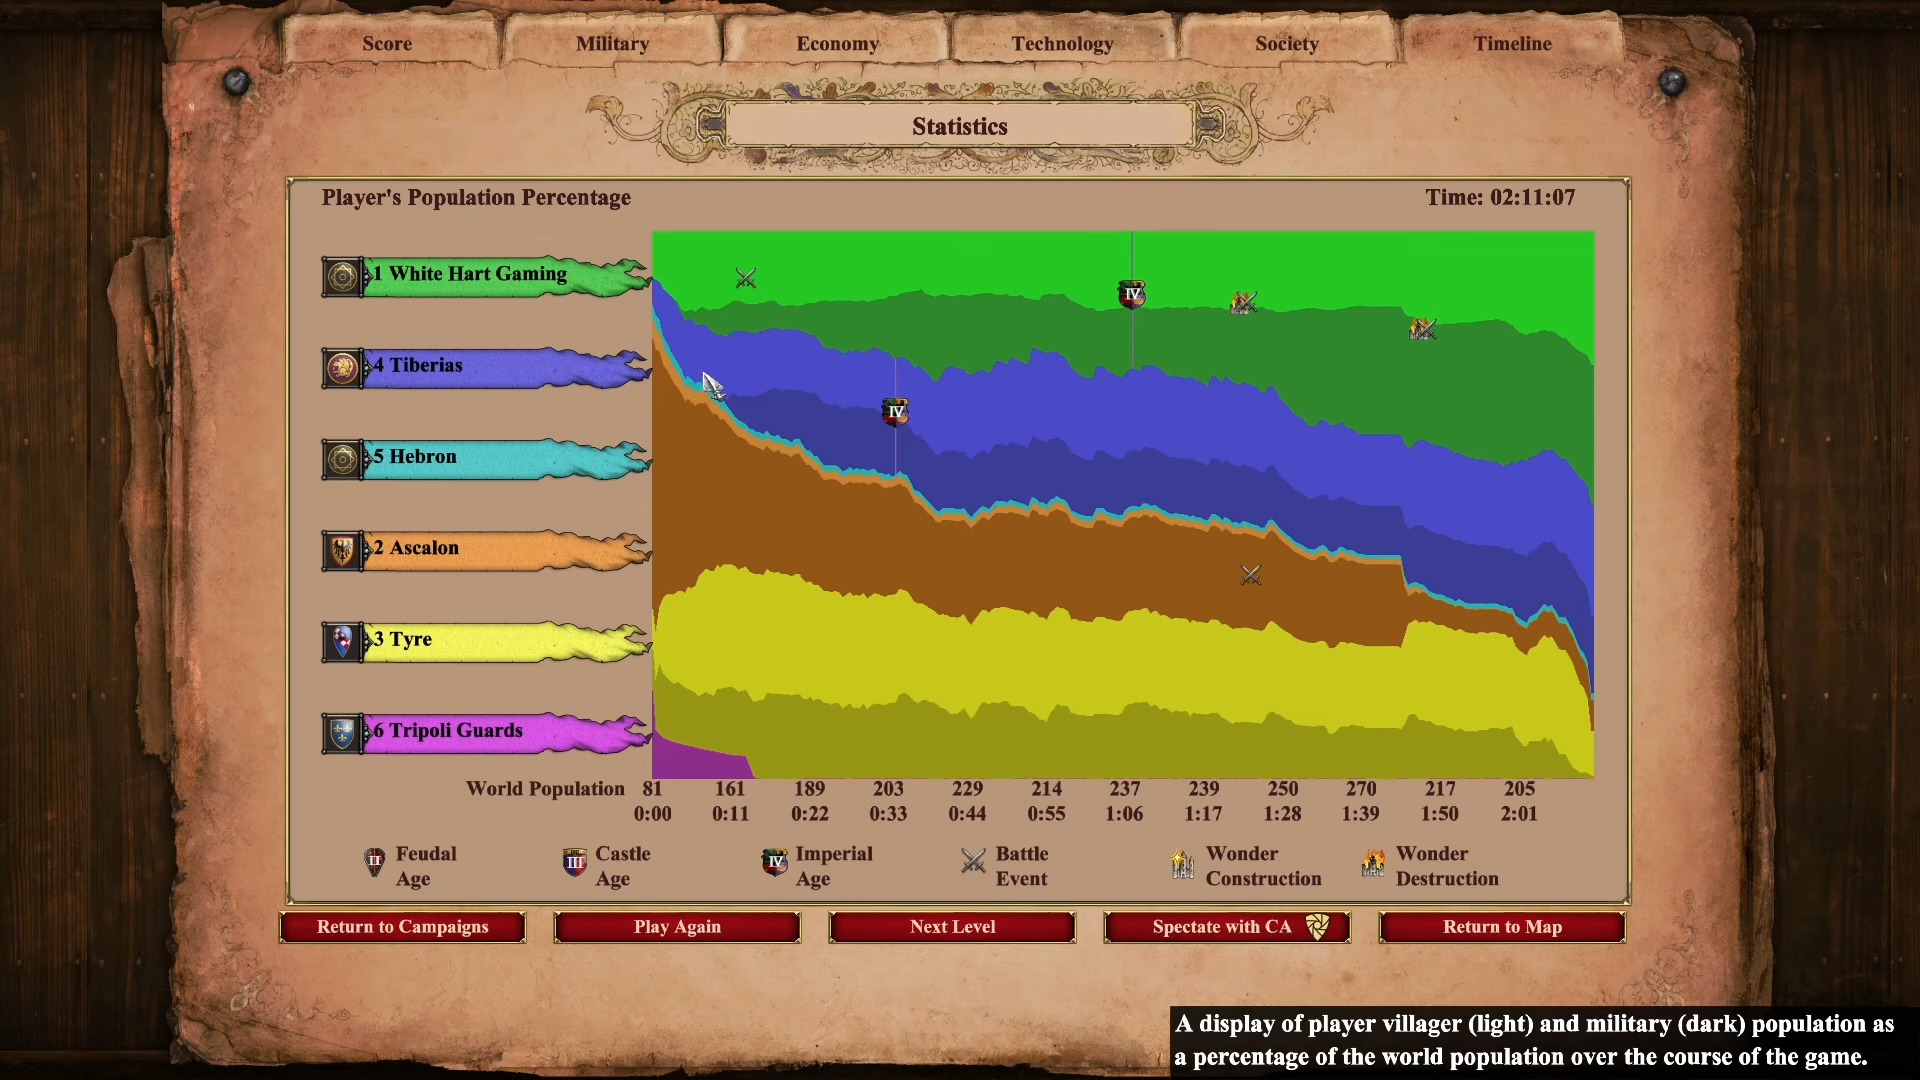 Score
Military
Economy
Technology
Society
Timeline
Statistics
Player's Population Percentage
Time: 02:11:07
1 White Hart Gaming
4 Tiberias
5 Hebron
2 Ascalon
3 Tyre
6 Tripoli Guards
IV
IV
World Population 81 161 189 203 229 214 237 239 250 270 217 205
0:00 0:11 0:22 0:33 0:44 0:55 1:06 1:17 1:28 1:39 1:50 2:01
II Feudal Age
III Castle Age
IV Imperial Age
Battle Event
Wonder Construction
Wonder Destruction
Return to Campaigns
Play Again
Next Level
Spectate with CA
Return to Map
A display of player villager (light) and military (dark) population as
a percentage of the world population over the course of the game.